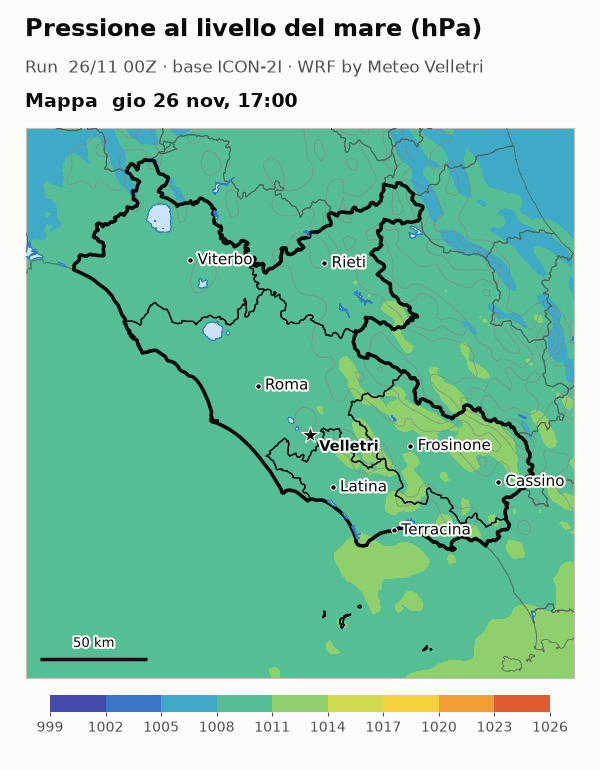 Pressione al livello del mare (hPa)
Run  26/11 00Z · base ICON-2I · WRF by Meteo Velletri
Mappa  gio 26 nov, 17:00
Viterbo
Rieti
Roma
Velletri
Frosinone
Latina
Cassino
Terracina
50 km
999 1002 1005 1008 1011 1014 1017 1020 1023 1026